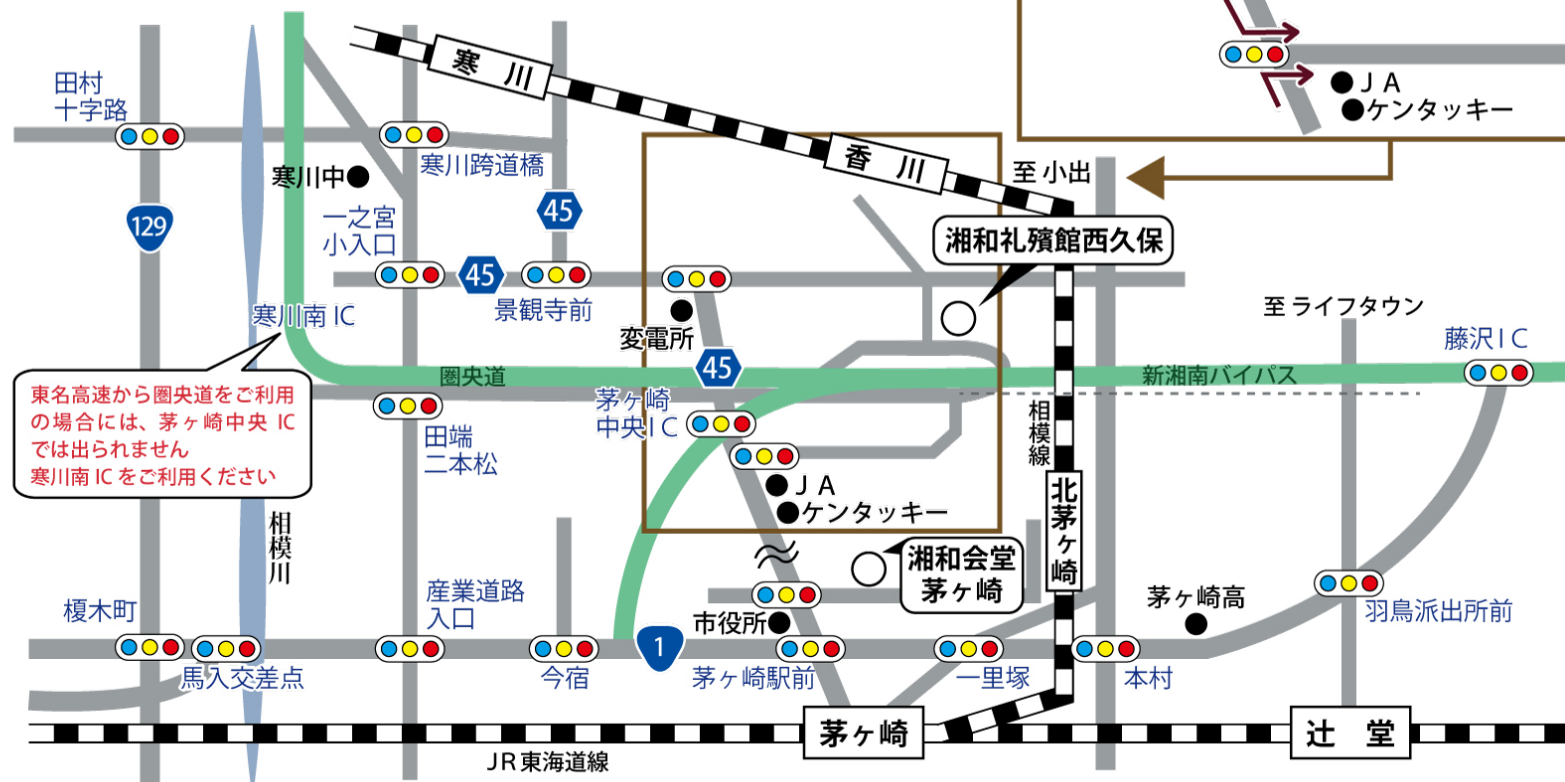 田村
十字路
129
寒川中
寒 川
寒川跨道橋
45
一之宮
小入口
45
景観寺前
寒川南IC
東名高速から圏央道をご利用
の場合には、茅ヶ崎中央 IC
では出られません
寒川南ICをご利用ください
圏央道
田端
二本松
相模川
香 川
至 小出
JA
ケンタッキー
湘和礼殯館西久保
変電所
45
茅ヶ崎
中央IC
JA
ケンタッキー
新湘南バイパス
至 ライフタウン
藤沢IC
相模線
北茅ヶ崎
湘和会堂
茅ヶ崎
市役所
茅ヶ崎高
羽鳥派出所前
榎木町
馬入交差点
産業道路
入口
今宿
1
茅ヶ崎駅前
一里塚
本村
茅ヶ崎
辻 堂
JR東海道線